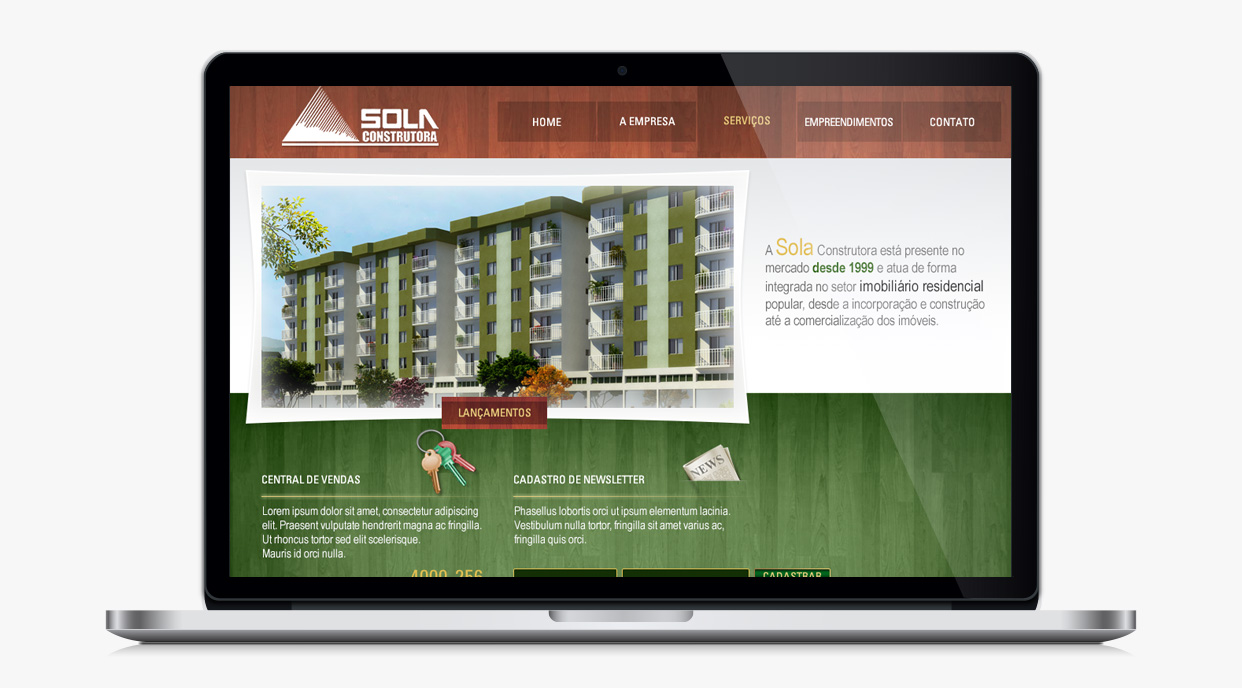 SOLA
CONSTRUTORA
HOME
A EMPRESA
SERVIÇOS
EMPREENDIMENTOS
CONTATO
A Sola Construtora està presente no
mercado desde 1999 e atua de forma
integrada no setor imobiliário residencial
popular, desde a incorporação e construção
atè a comercialização dos imóveis.
LANÇAMENTOS
CENTRAL DE VENDAS
Lorem ipsum dolor sit amet, consectetur adipiscing
elit. Praesent vulputate hendrerit magna ac fringilla.
Ut rhoncus tortor sed elit scelerisque.
Mauris id orci nulla.
4000-256
CADASTRO DE NEWSLETTER
NEWS
Phasellus lobortis orci ut ipsum elementum lacinia.
Vestibulum nulla tortor, fringilla sit amet varius ac,
fringilla quis orci.
CADASTRAR